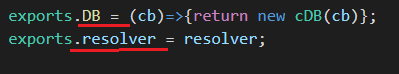 exports.DB = (cb)=>{return new cDB(cb)};
exports.resolver = resolver;